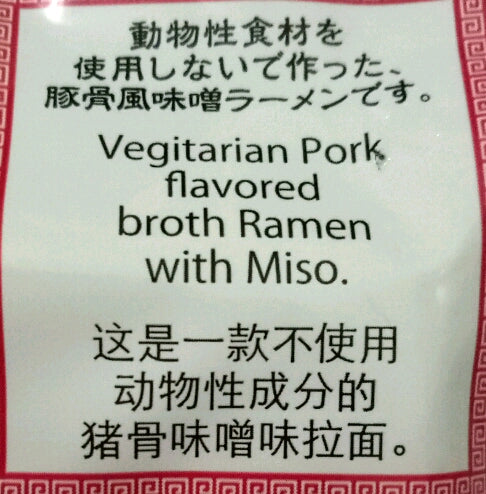 動物性食材を
使用しないで作った、
豚骨風味噌ラーメンです。
Vegitarian Pork
flavored
broth Ramen
with Miso.
这是一款不使用
动物性成分的
猪骨味噌味拉面。